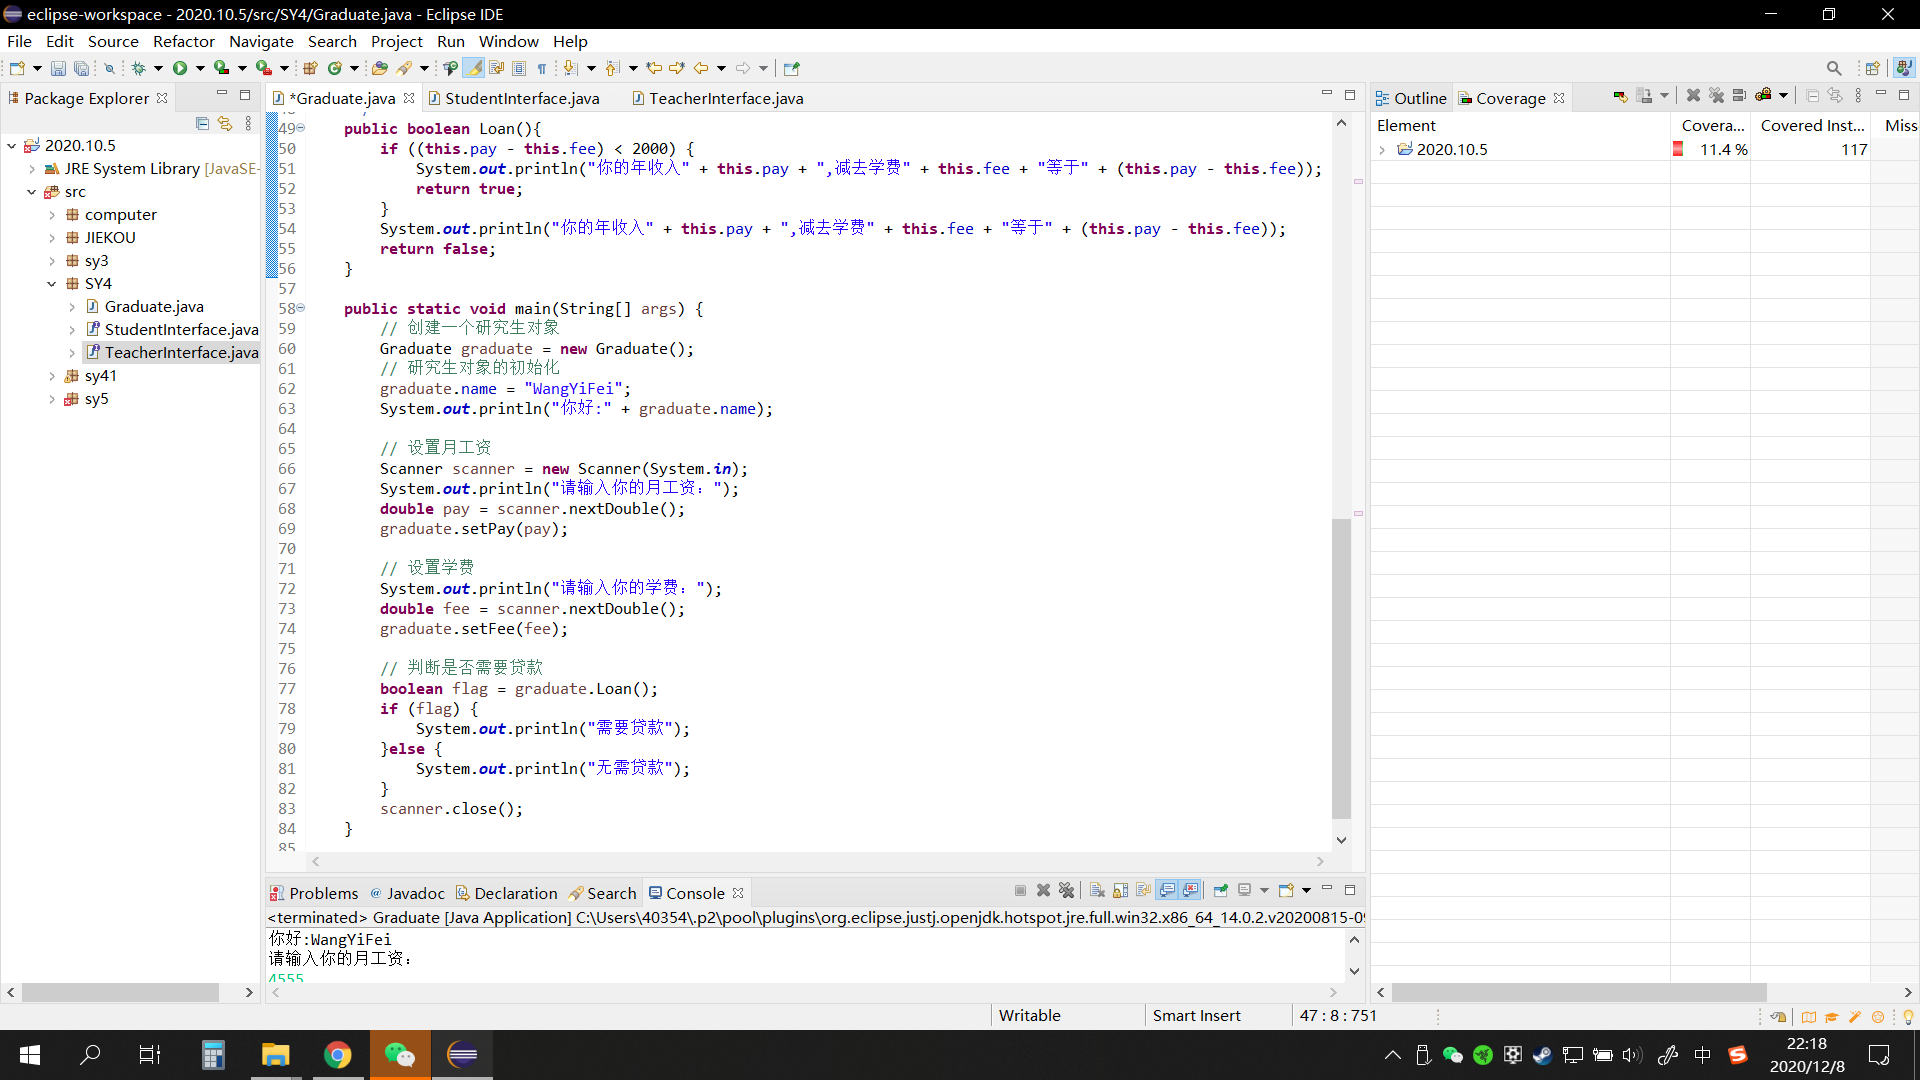 eclipse-workspace - 2020.10.5/src/SY4/Graduate.java - Eclipse IDE
File Edit Source Refactor Navigate Search Project Run Window Help
Package Explorer
2020.10.5
JRE System Library [JavaSE-
src
computer
JIEKOU
sy3
SY4
Graduate.java
StudentInterface.java
TeacherInterface.java
sy41
sy5
*Graduate.java StudentInterface.java TeacherInterface.java
49 public boolean Loan(){
50 if ((this.pay - this.fee) < 2000) {
51 System.out.println("你的年收入" + this.pay + ",减去学费" + this.fee + "等于" + (this.pay - this.fee));
52 return true;
53 }
54 System.out.println("你的年收入" + this.pay + ",减去学费" + this.fee + "等于" + (this.pay - this.fee));
55 return false;
56 }
57
58 public static void main(String[] args) {
59 // 创建一个研究生对象
60 Graduate graduate = new Graduate();
61 // 研究生对象的初始化
62 graduate.name = "WangYiFei";
63 System.out.println("你好:" + graduate.name);
64
65 // 设置月工资
66 Scanner scanner = new Scanner(System.in);
67 System.out.println("请输入你的月工资：");
68 double pay = scanner.nextDouble();
69 graduate.setPay(pay);
70
71 // 设置学费
72 System.out.println("请输入你的学费：");
73 double fee = scanner.nextDouble();
74 graduate.setFee(fee);
75
76 // 判断是否需要贷款
77 boolean flag = graduate.Loan();
78 if (flag) {
79 System.out.println("需要贷款");
80 }else {
81 System.out.println("无需贷款");
82 }
83 scanner.close();
84 }
85
Outline Coverage
Element Covera... Covered Inst... Miss
2020.10.5 11.4 % 117
Problems Javadoc Declaration Search Console
<terminated> Graduate [Java Application] C:\Users\40354\.p2\pool\plugins\org.eclipse.justj.openjdk.hotspot.jre.full.win32.x86_64_14.0.2.v20200815-09
你好:WangYiFei
请输入你的月工资：
4555
Writable Smart Insert 47 : 8 : 751
中
22:18
2020/12/8